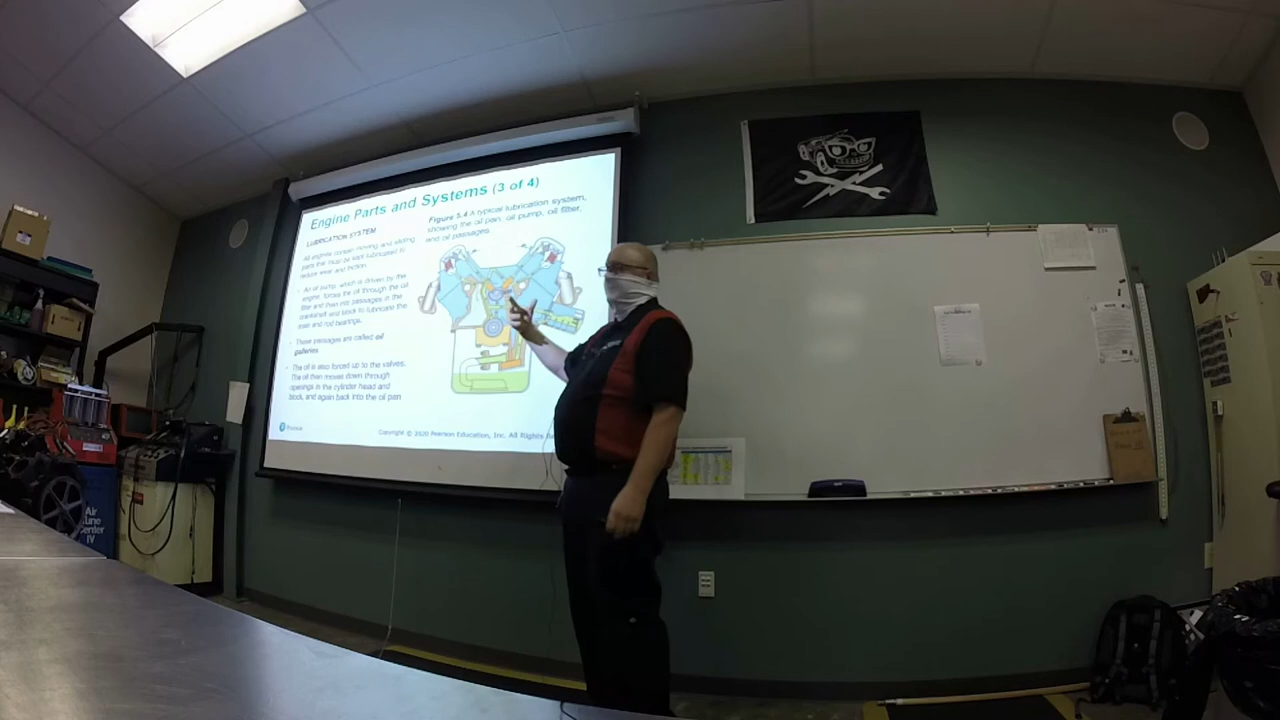 Engine Parts and Systems (3 of 4)
LUBRICATION SYSTEM
All engines contain moving and sliding
parts that must be kept lubricated to
reduce wear and friction.
An oil pump, which is driven by the
engine, forces the oil through the oil
filter and then into passages in the
crankshaft and block to lubricate the
main and rod bearings.
These passages are called oil
galleries
The oil is also forced up to the valves.
The oil then moves down through
openings in the cylinder head and
block, and again back into the oil pan
Figure 5.4 A typical lubrication system,
showing the oil pan, oil pump, oil filter,
and oil passages.
Pearson
Copyright © 2020 Pearson Education, Inc. All Rights
Air
Line
Center
IV